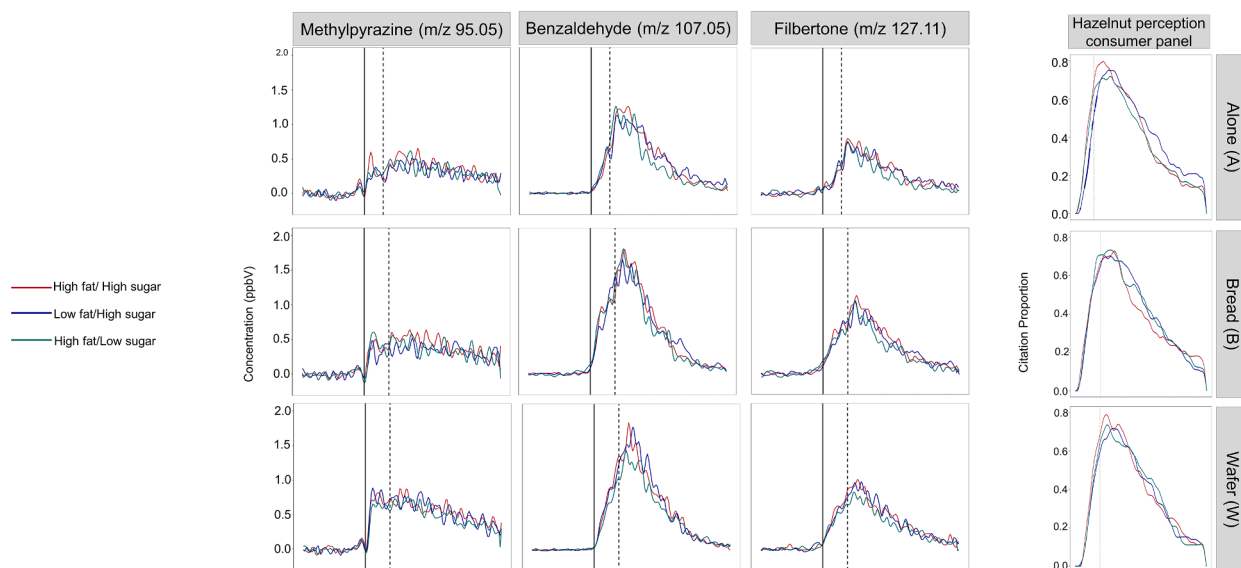 Methylpyrazine (m/z 95.05)
Benzaldehyde (m/z 107.05)
Filbertone (m/z 127.11)
Hazelnut perception
consumer panel
2.0
1.5
1.0
0.5
0.0
0.8
0.6
0.4
0.2
0.0
Alone (A)
High fat/ High sugar
Low fat/High sugar
High fat/Low sugar
Concentration (ppbV)
2.0
1.5
1.0
0.5
0.0
Citation Proportion
0.8
0.6
0.4
0.2
0.0
Bread (B)
2.0
1.5
1.0
0.5
0.0
0.8
0.6
0.4
0.2
0.0
Wafer (W)